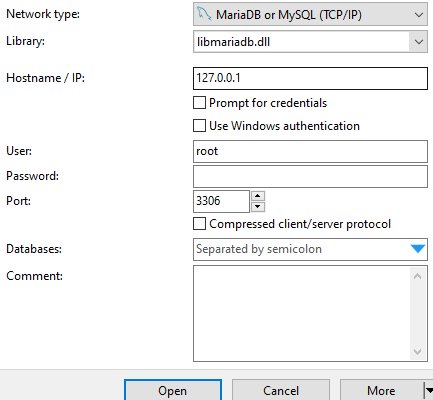 Network type: MariaDB or MySQL (TCP/IP)
Library: libmariadb.dll
Hostname / IP: 127.0.0.1
Prompt for credentials
Use Windows authentication
User: root
Password:
Port: 3306
Compressed client/server protocol
Databases: Separated by semicolon
Comment:
Open Cancel More